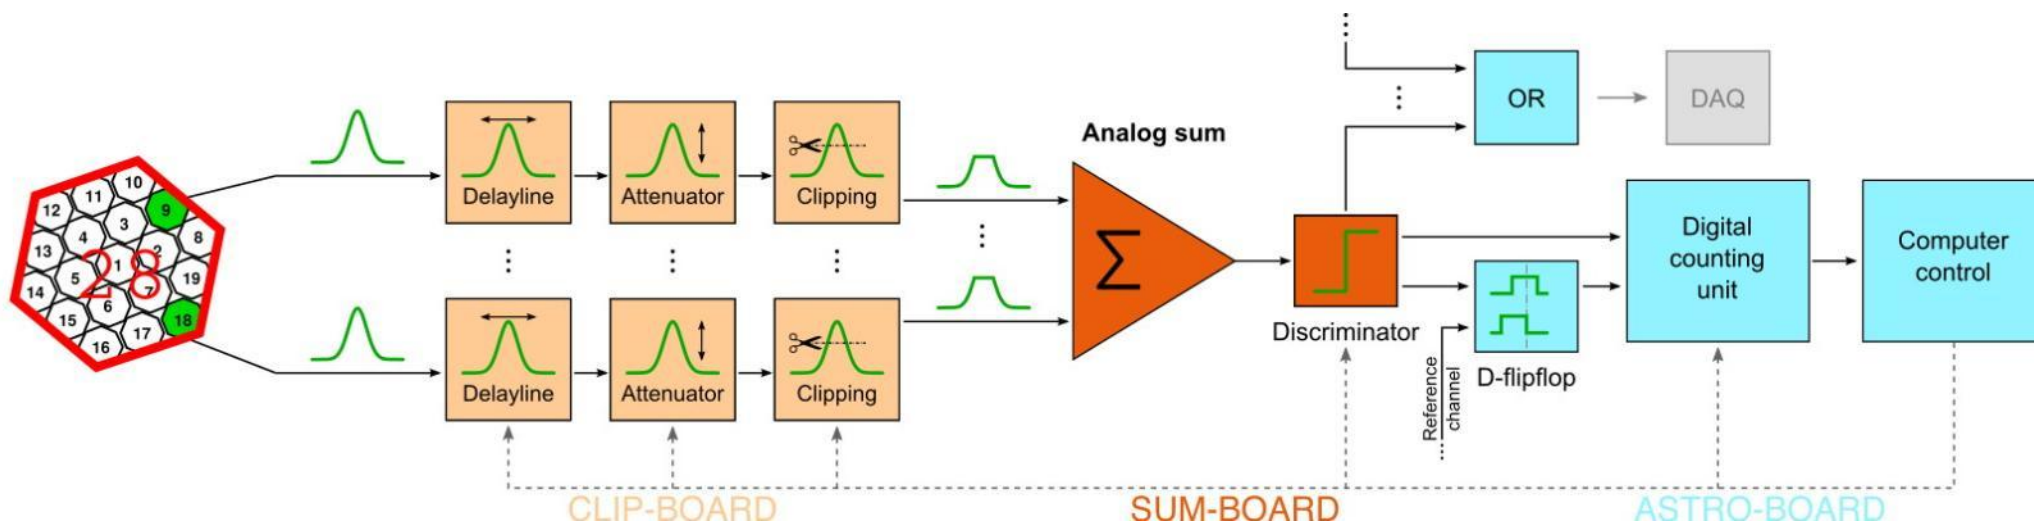 10
11
9
12
3
8
4
2
13
1
28
19
5
7
14
6
18
15
17
16
Delayline
Attenuator
Clipping
Delayline
Attenuator
Clipping
Analog sum
Σ
Discriminator
OR
DAQ
D-flipflop
Reference
channel
Digital
counting
unit
Computer
control
CLIP-BOARD
SUM-BOARD
ASTRO-BOARD